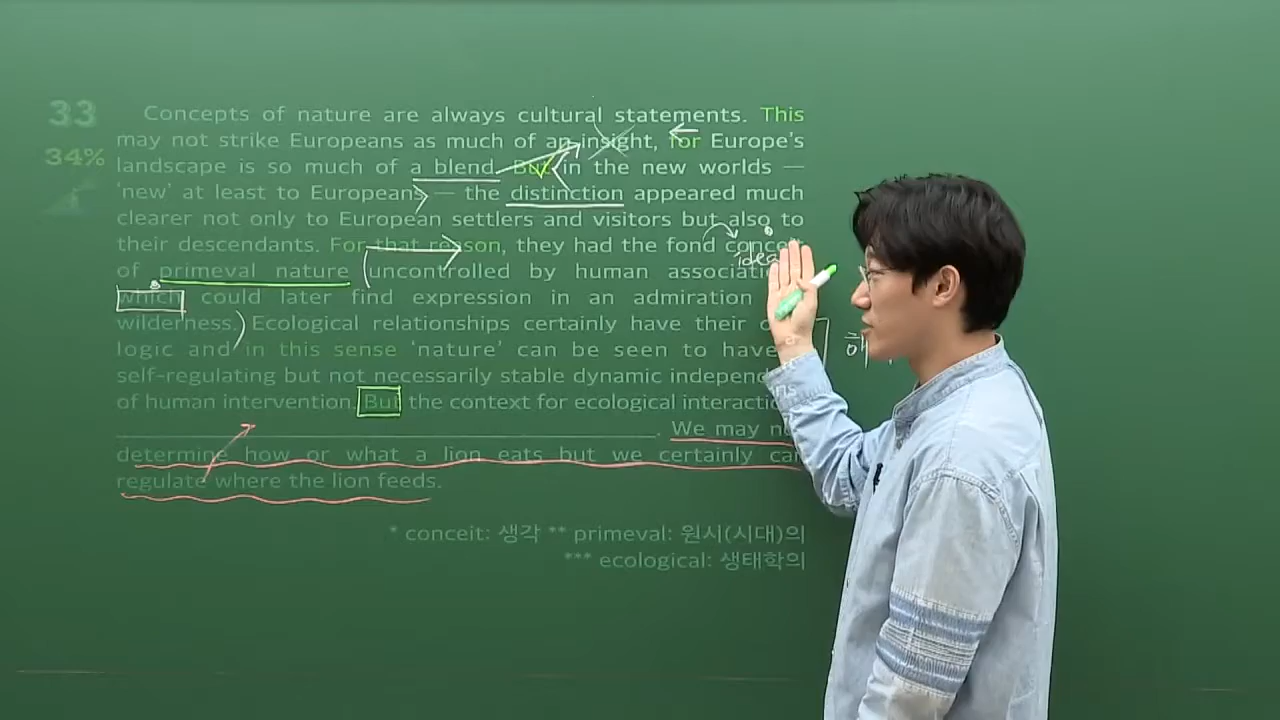 33
34%
Concepts of nature are always cultural statements. This
may not strike Europeans as much of an insight, for Europe's
landscape is so much of a blend. But in the new worlds —
'new' at least to Europeans — the distinction appeared much
clearer not only to European settlers and visitors but also to
their descendants. For that reason, they had the fond
idea
of primeval nature (uncontrolled by human
which could later find expression in an admiration
wilderness.) Ecological relationships certainly have their
해
logic and in this sense 'nature' can be seen to have
self-regulating but not necessarily stable dynamic
of human intervention. But the context for ecological
We may
determine how or what a lion eats but we certainly can
regulate where the lion feeds.
* conceit: 생각 ** primeval: 원시(시대)의
*** ecological: 생태학의